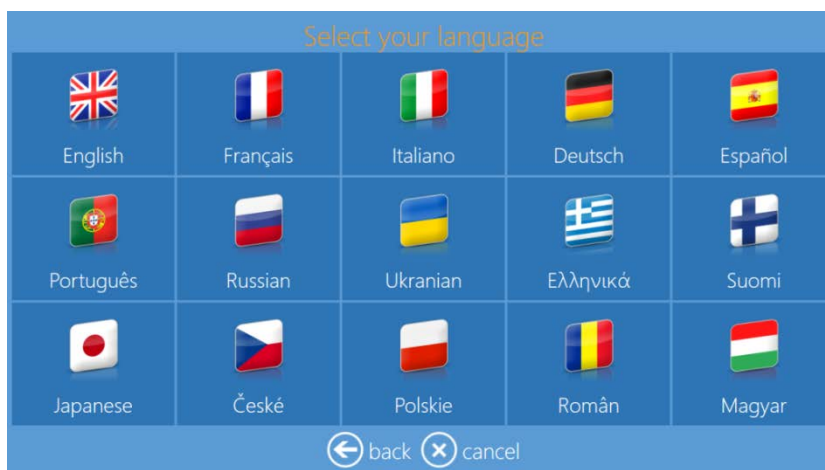 Select your language
English Français Italiano Deutsch Español
Português Russian Ukranian Ελληνικά Suomi
Japanese České Polskie Român Magyar
back cancel